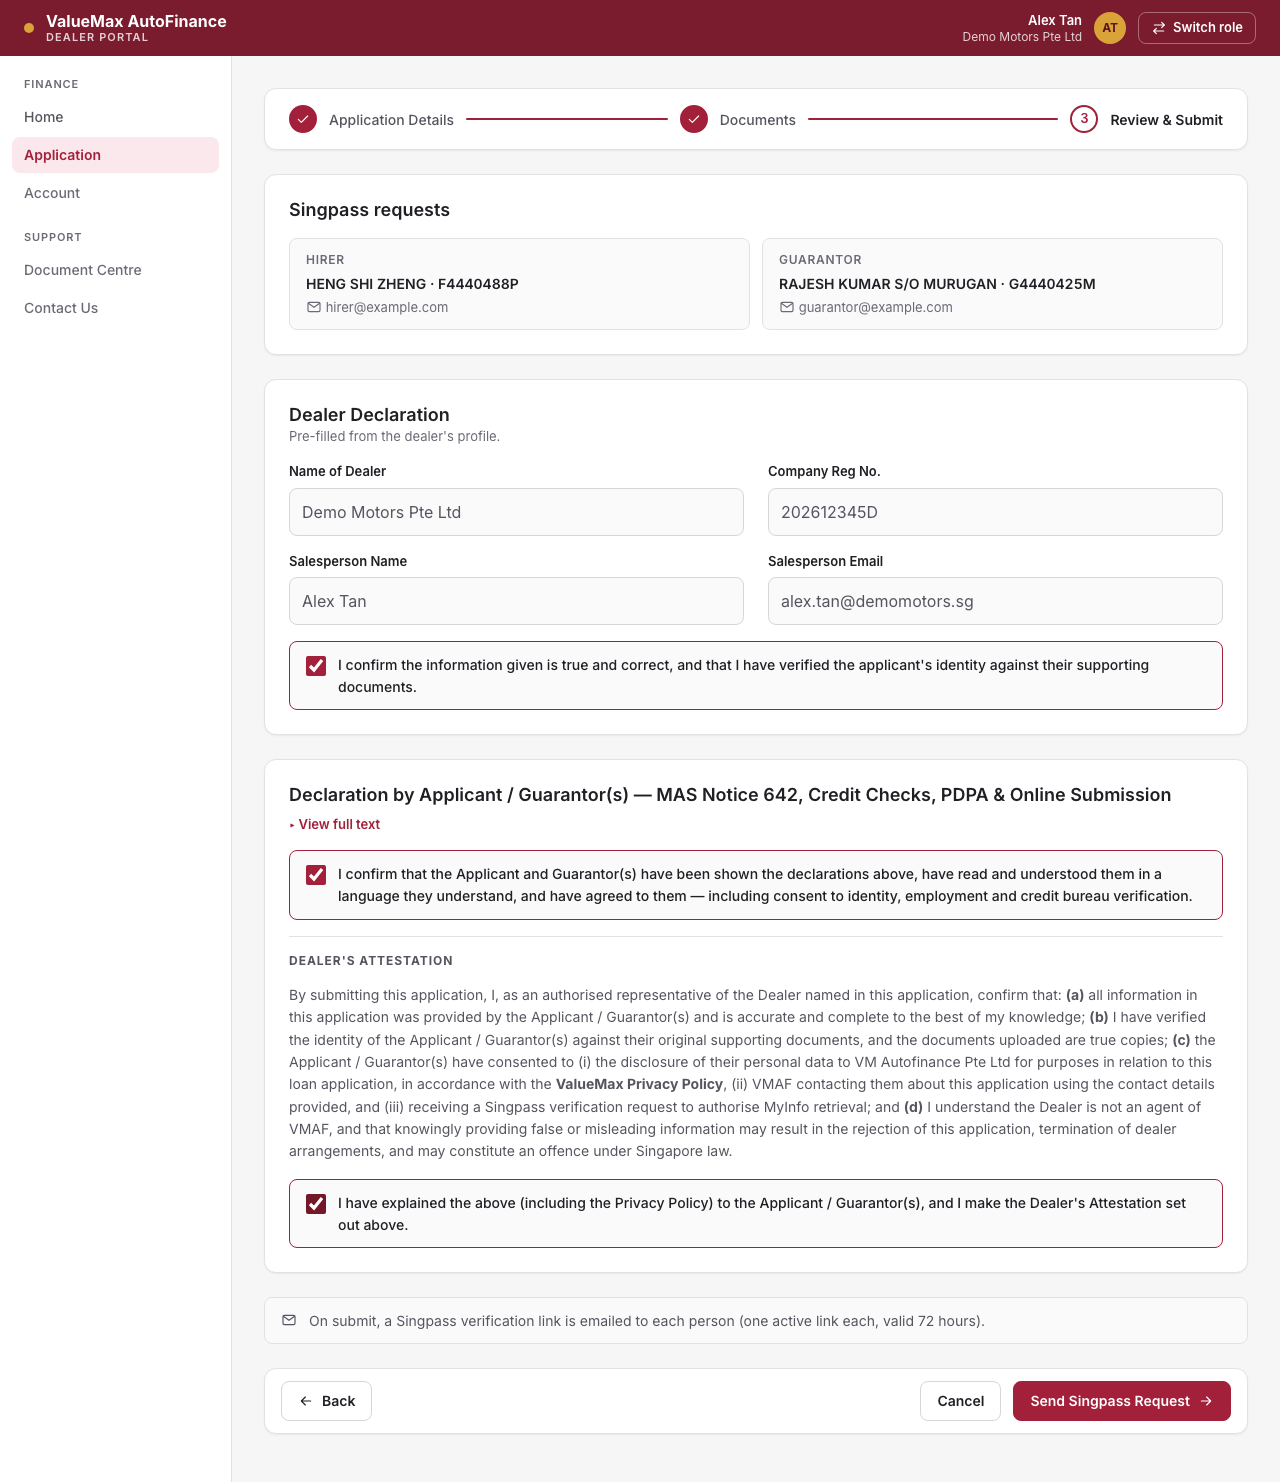 ValueMax AutoFinance
DEALER PORTAL
Alex Tan
Demo Motors Pte Ltd
AT
Switch role
FINANCE
Home
Application
Account
SUPPORT
Document Centre
Contact Us
Application Details
Documents
3
Review & Submit
Singpass requests
HIRER
HENG SHI ZHENG · F4440488P
hirer@example.com
GUARANTOR
RAJESH KUMAR S/O MURUGAN · G4440425M
guarantor@example.com
Dealer Declaration
Pre-filled from the dealer's profile.
Name of Dealer
Demo Motors Pte Ltd
Company Reg No.
202612345D
Salesperson Name
Alex Tan
Salesperson Email
alex.tan@demomotors.sg
I confirm the information given is true and correct, and that I have verified the applicant's identity against their supporting
documents.
Declaration by Applicant / Guarantor(s) — MAS Notice 642, Credit Checks, PDPA & Online Submission
▸ View full text
I confirm that the Applicant and Guarantor(s) have been shown the declarations above, have read and understood them in a
language they understand, and have agreed to them — including consent to identity, employment and credit bureau verification.
DEALER'S ATTESTATION
By submitting this application, I, as an authorised representative of the Dealer named in this application, confirm that: (a) all information in
this application was provided by the Applicant / Guarantor(s) and is accurate and complete to the best of my knowledge; (b) I have verified
the identity of the Applicant / Guarantor(s) against their original supporting documents, and the documents uploaded are true copies; (c) the
Applicant / Guarantor(s) have consented to (i) the disclosure of their personal data to VM Autofinance Pte Ltd for purposes in relation to this
loan application, in accordance with the ValueMax Privacy Policy, (ii) VMAF contacting them about this application using the contact details
provided, and (iii) receiving a Singpass verification request to authorise MyInfo retrieval; and (d) I understand the Dealer is not an agent of
VMAF, and that knowingly providing false or misleading information may result in the rejection of this application, termination of dealer
arrangements, and may constitute an offence under Singapore law.
I have explained the above (including the Privacy Policy) to the Applicant / Guarantor(s), and I make the Dealer's Attestation set
out above.
On submit, a Singpass verification link is emailed to each person (one active link each, valid 72 hours).
← Back
Cancel
Send Singpass Request →